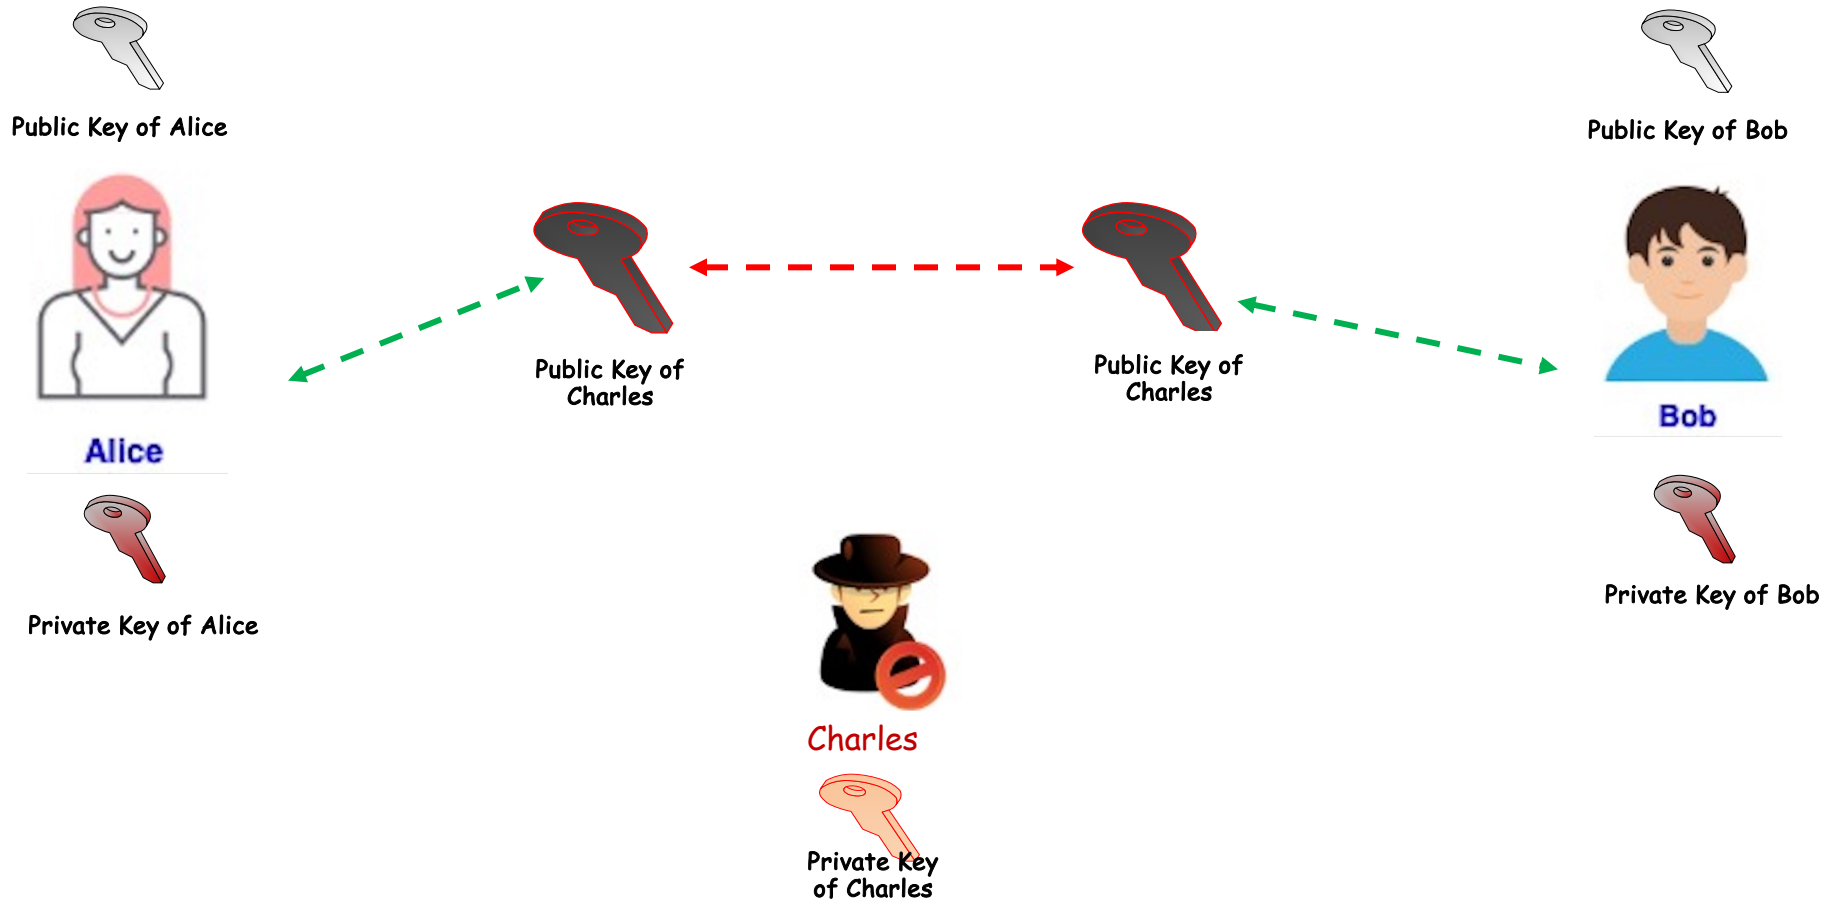 Public Key of Alice
Public Key of Bob
Public Key of
Charles
Public Key of
Charles
Alice
Bob
Private Key of Alice
Private Key of Bob
Charles
Private Key
of Charles